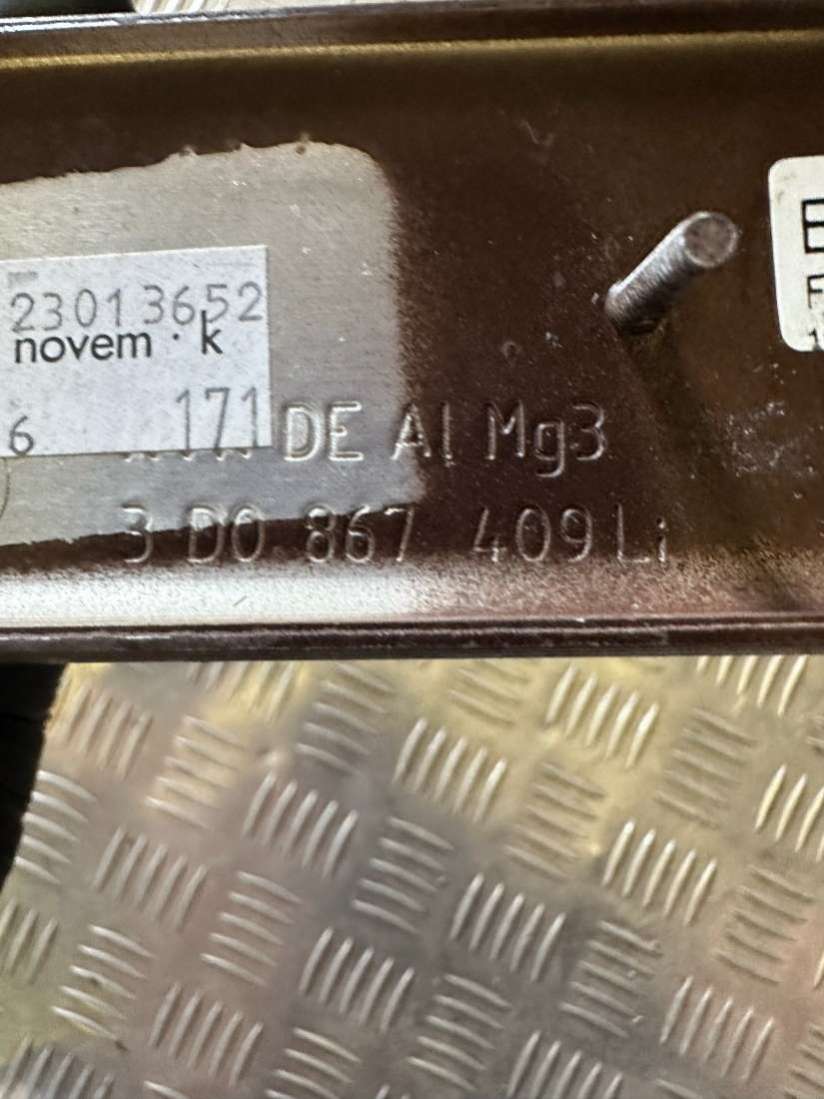 23013652
novem · k
6 171 DE Al Mg3
3 D0 867 409 Li